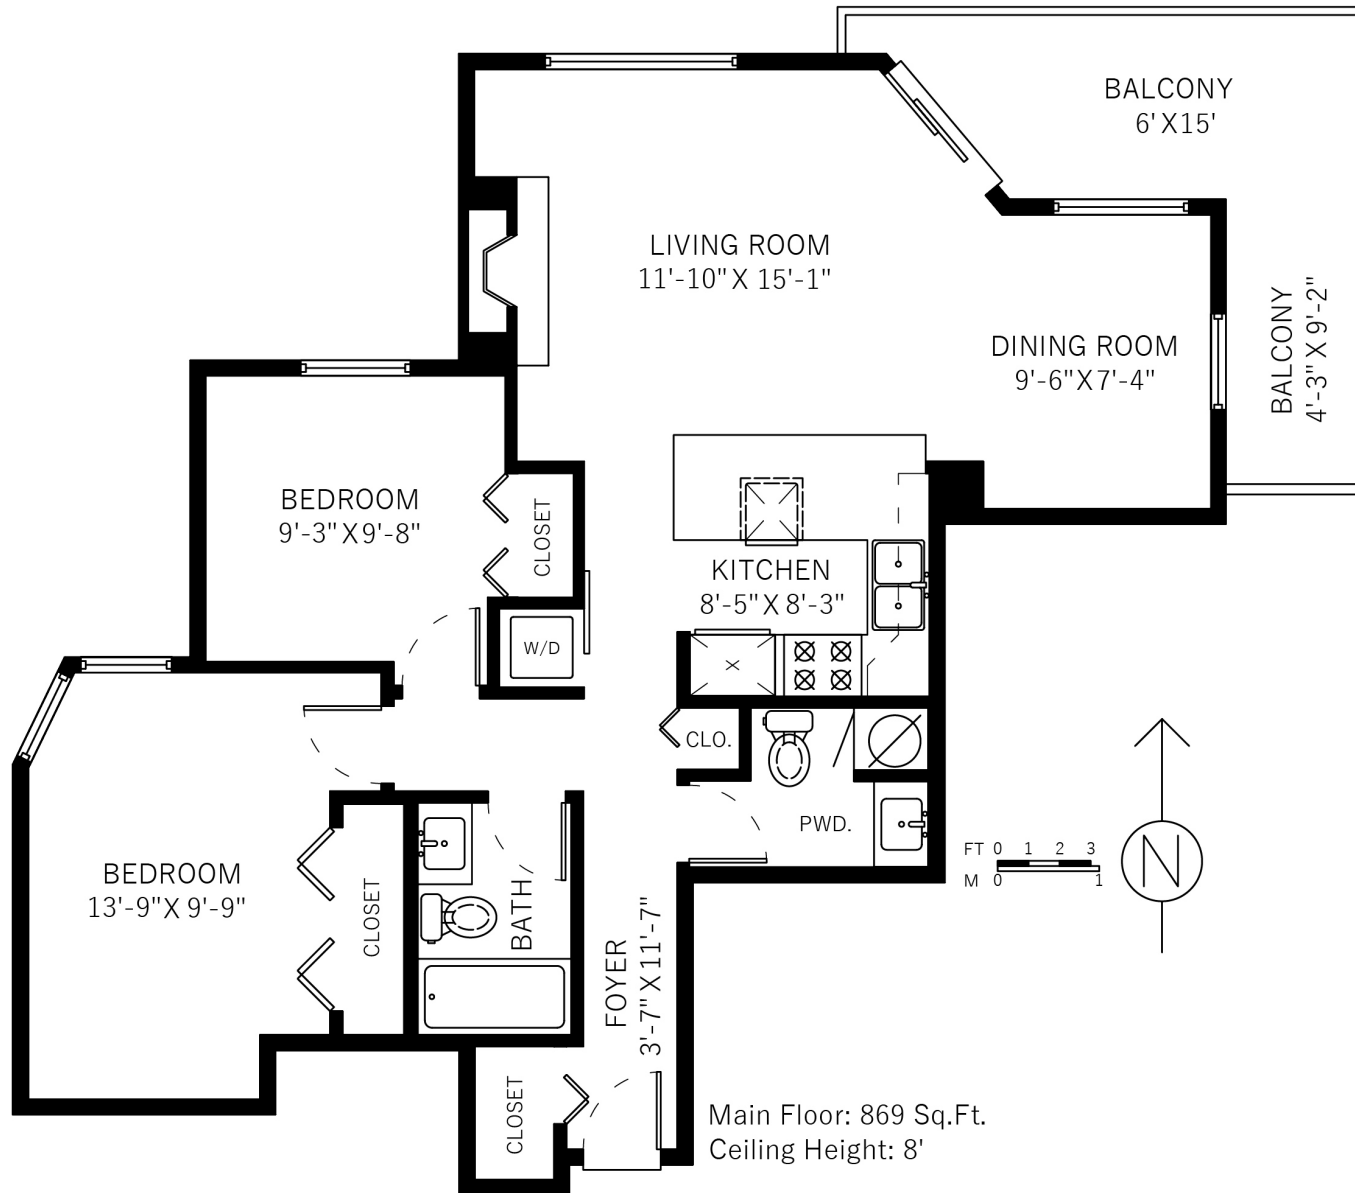 BALCONY
6' X 15'
LIVING ROOM
11'-10" X 15'-1"
BALCONY
4'-3" X 9'-2"
DINING ROOM
9'-6" X 7'-4"
BEDROOM
9'-3" X 9'-8"
CLOSET
KITCHEN
8'-5" X 8'-3"
W/D
X
CLO.
PWD.
FT 0 1 2 3
M 0 1
N
BEDROOM
13'-9" X 9'-9"
CLOSET
BATH
FOYER
3'-7" X 11'-7"
CLOSET
Main Floor: 869 Sq.Ft.
Ceiling Height: 8'